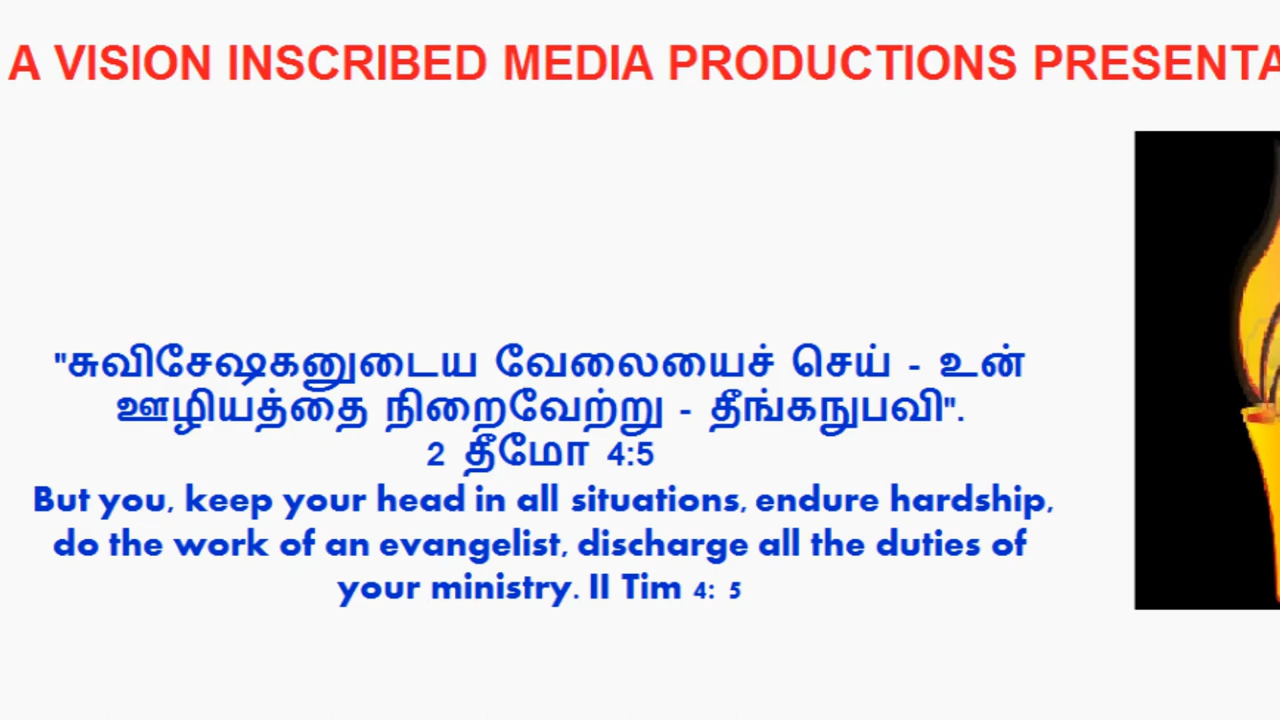 A VISION INSCRIBED MEDIA PRODUCTIONS PRESENTA
"சுவிசேஷகனுடைய வேலையைச் செய் - உன்
ஊழியத்தை நிறைவேற்று - தீங்கநுபவி".
2 தீமோ 4:5
But you, keep your head in all situations, endure hardship,
do the work of an evangelist, discharge all the duties of
your ministry. II Tim 4: 5